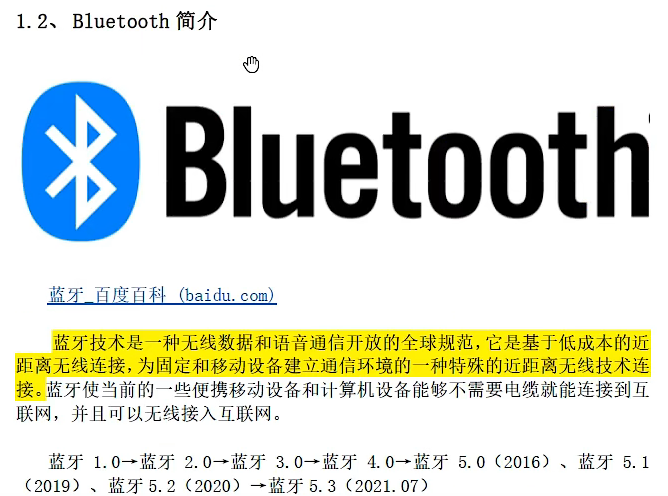 1.2、Bluetooth 简介
Bluetooth
蓝牙_百度百科 (baidu.com)
蓝牙技术是一种无线数据和语音通信开放的全球规范，它是基于低成本的近
距离无线连接，为固定和移动设备建立通信环境的一种特殊的近距离无线技术连
接。蓝牙使当前的一些便携移动设备和计算机设备能够不需要电缆就能连接到互
联网，并且可以无线接入互联网。
蓝牙 1.0→蓝牙 2.0→蓝牙 3.0→蓝牙 4.0→蓝牙 5.0（2016）、蓝牙 5.1
（2019）、蓝牙5.2（2020）→蓝牙5.3（2021.07）